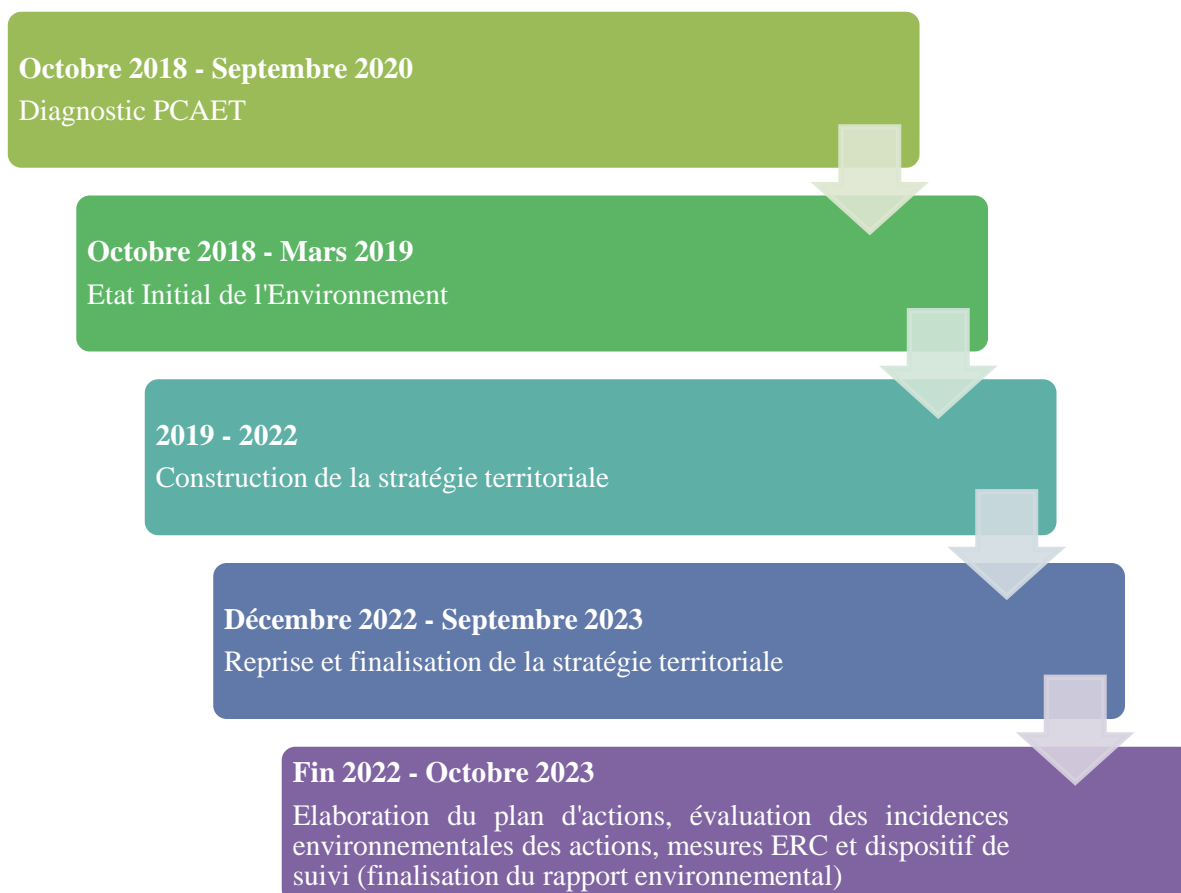 Octobre 2018 - Septembre 2020
Diagnostic PCAET
Octobre 2018 - Mars 2019
Etat Initial de l'Environnement
2019 - 2022
Construction de la stratégie territoriale
Décembre 2022 - Septembre 2023
Reprise et finalisation de la stratégie territoriale
Fin 2022 - Octobre 2023
Elaboration du plan d'actions, évaluation des incidences
environnementales des actions, mesures ERC et dispositif de
suivi (finalisation du rapport environnemental)